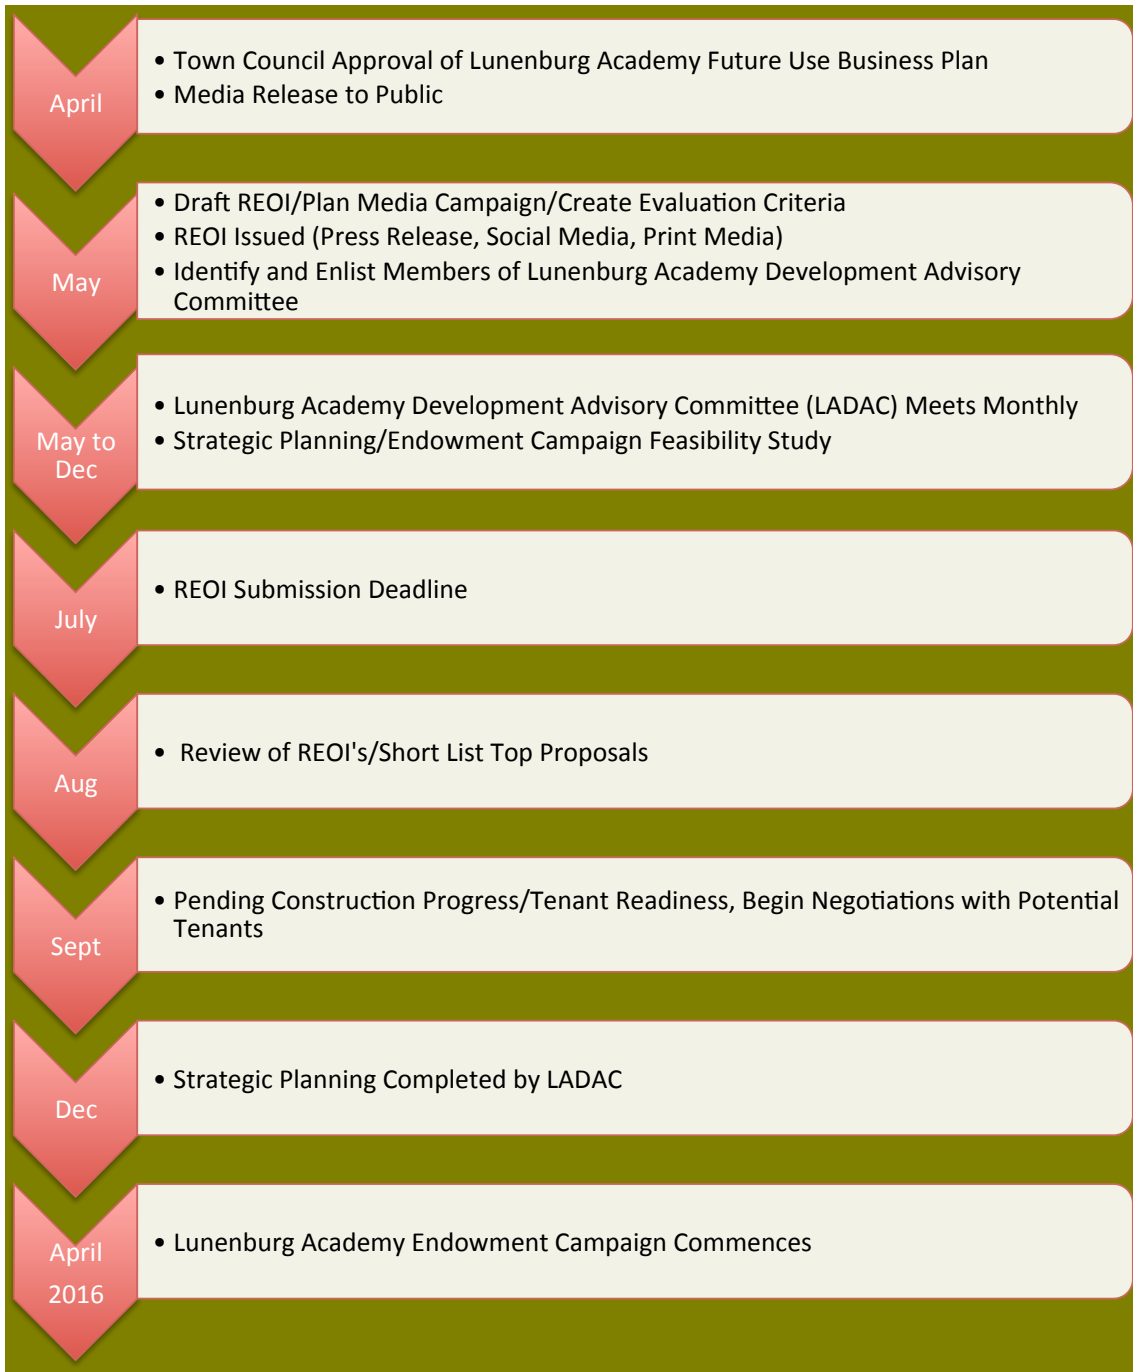 April
• Town Council Approval of Lunenburg Academy Future Use Business Plan
• Media Release to Public
May
• Draft REOI/Plan Media Campaign/Create Evaluation Criteria
• REOI Issued (Press Release, Social Media, Print Media)
• Identify and Enlist Members of Lunenburg Academy Development Advisory
Committee
May to
Dec
• Lunenburg Academy Development Advisory Committee (LADAC) Meets Monthly
• Strategic Planning/Endowment Campaign Feasibility Study
July
• REOI Submission Deadline
Aug
• Review of REOI's/Short List Top Proposals
Sept
• Pending Construction Progress/Tenant Readiness, Begin Negotiations with Potential
Tenants
Dec
• Strategic Planning Completed by LADAC
April
2016
• Lunenburg Academy Endowment Campaign Commences